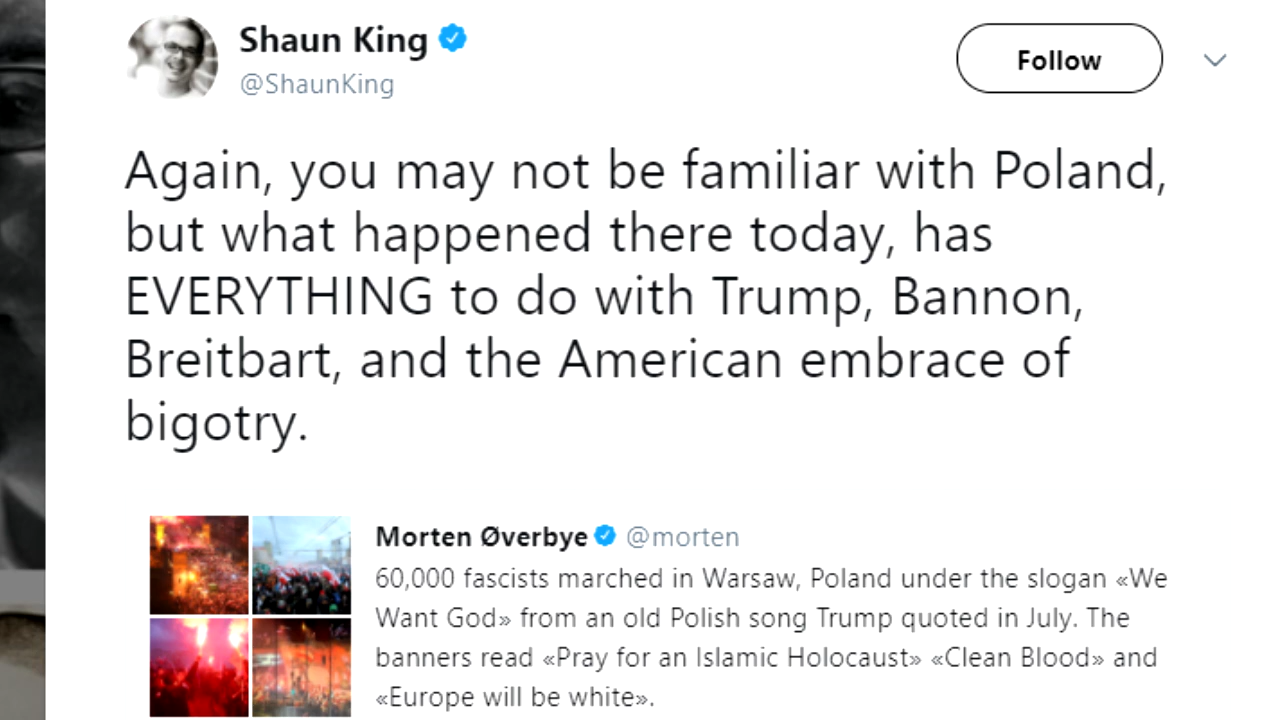 Shaun King
@ShaunKing
Follow
Again, you may not be familiar with Poland,
but what happened there today, has
EVERYTHING to do with Trump, Bannon,
Breitbart, and the American embrace of
bigotry.
Morten Øverbye @morten
60,000 fascists marched in Warsaw, Poland under the slogan «We
Want God» from an old Polish song Trump quoted in July. The
banners read «Pray for an Islamic Holocaust» «Clean Blood» and
«Europe will be white».